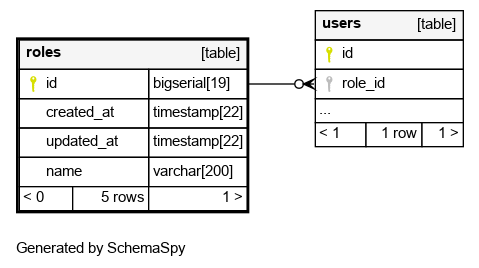 users [table]
id
role_id
...
< 1 1 row 1 >
roles [table]
id bigserial[19]
created_at timestamp[22]
updated_at timestamp[22]
name varchar[200]
< 0 5 rows 1 >
Generated by SchemaSpy